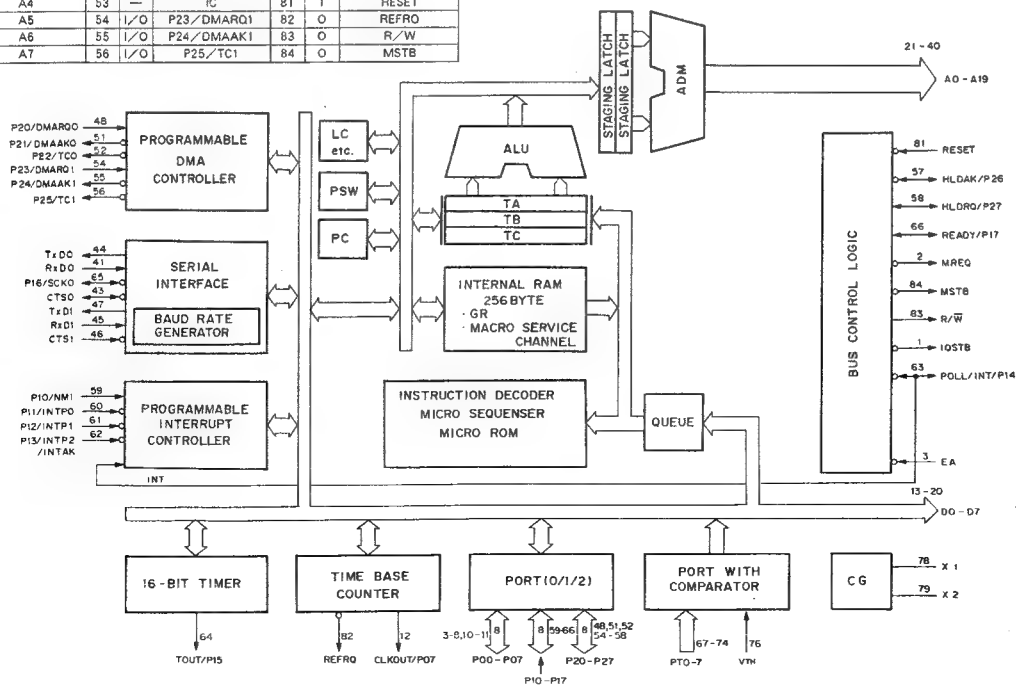 A4 53 — IC 81 I RESET
A5 54 I/O P23/DMARQ1 82 O REFRO
A6 55 I/O P24/DMAAK1 83 O R/W
A7 56 I/O P25/TC1 84 O MSTB
STAGING LATCH
STAGING LATCH
ADM
21-40
A0-A19
P20/DMARQ0 48
P21/DMAAK0 51
P22/TC0 52
P23/DMARQ1 54
P24/DMAAK1 55
P25/TC1 56
PROGRAMMABLE
DMA
CONTROLLER
LC
etc.
PSW
PC
ALU
TA
TB
TC
BUS CONTROL LOGIC
81 RESET
57 HLDAK/P26
58 HLDRQ/P27
66 READY/P17
2 MREQ
84 MSTB
83 R/W̅
1 IOSTB
63 POLL/INT/P14
3 EA
TxD0 44
RxD0 41
P16/SCK0 65
CTS0 43
TxD1 47
RxD1 45
CTS1 46
SERIAL
INTERFACE
BAUD RATE
GENERATOR
INTERNAL RAM
256BYTE
· GR
· MACRO SERVICE
CHANNEL
P10/NMI 59
P11/INTP0 60
P12/INTP1 61
P13/INTP2 62
/INTAK
PROGRAMMABLE
INTERRUPT
CONTROLLER
INT
INSTRUCTION DECODER
MICRO SEQUENSER
MICRO ROM
QUEUE
13-20
D0-D7
16-BIT TIMER
64
TOUT/P15
TIME BASE
COUNTER
82
REFRQ
12
CLKOUT/P07
PORT(0/1/2)
3-8,10-11 8
P00-P07
8 59-66
P10-P17
8 48,51,52
54-58
P20-P27
PORT WITH
COMPARATOR
67-74
PT0-7
76
VTH
CG
78 X1
79 X2